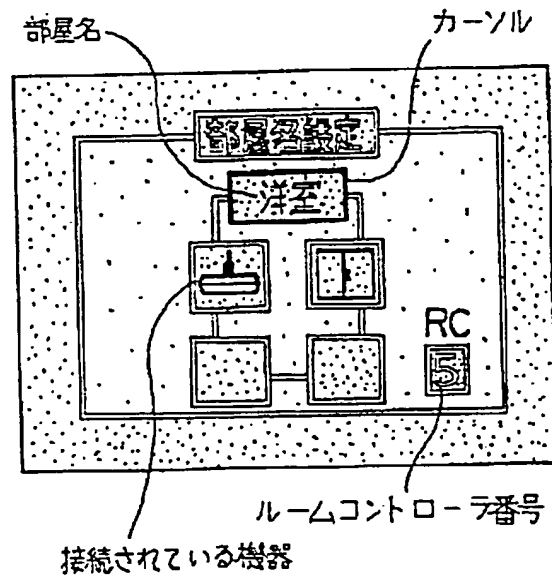 部屋名
カーソル
部屋名設定
洋室
RC
5
ルームコントローラ番号
接続されている機器